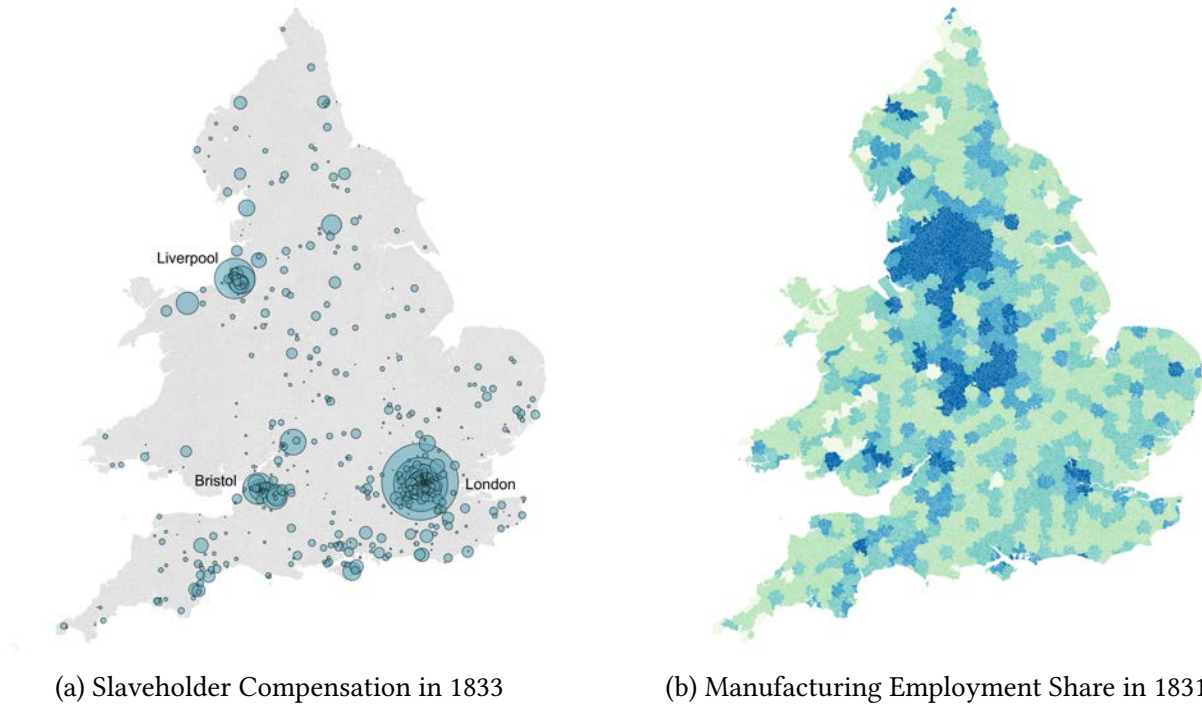 Liverpool
Bristol
London
(a) Slaveholder Compensation in 1833
(b) Manufacturing Employment Share in 1831